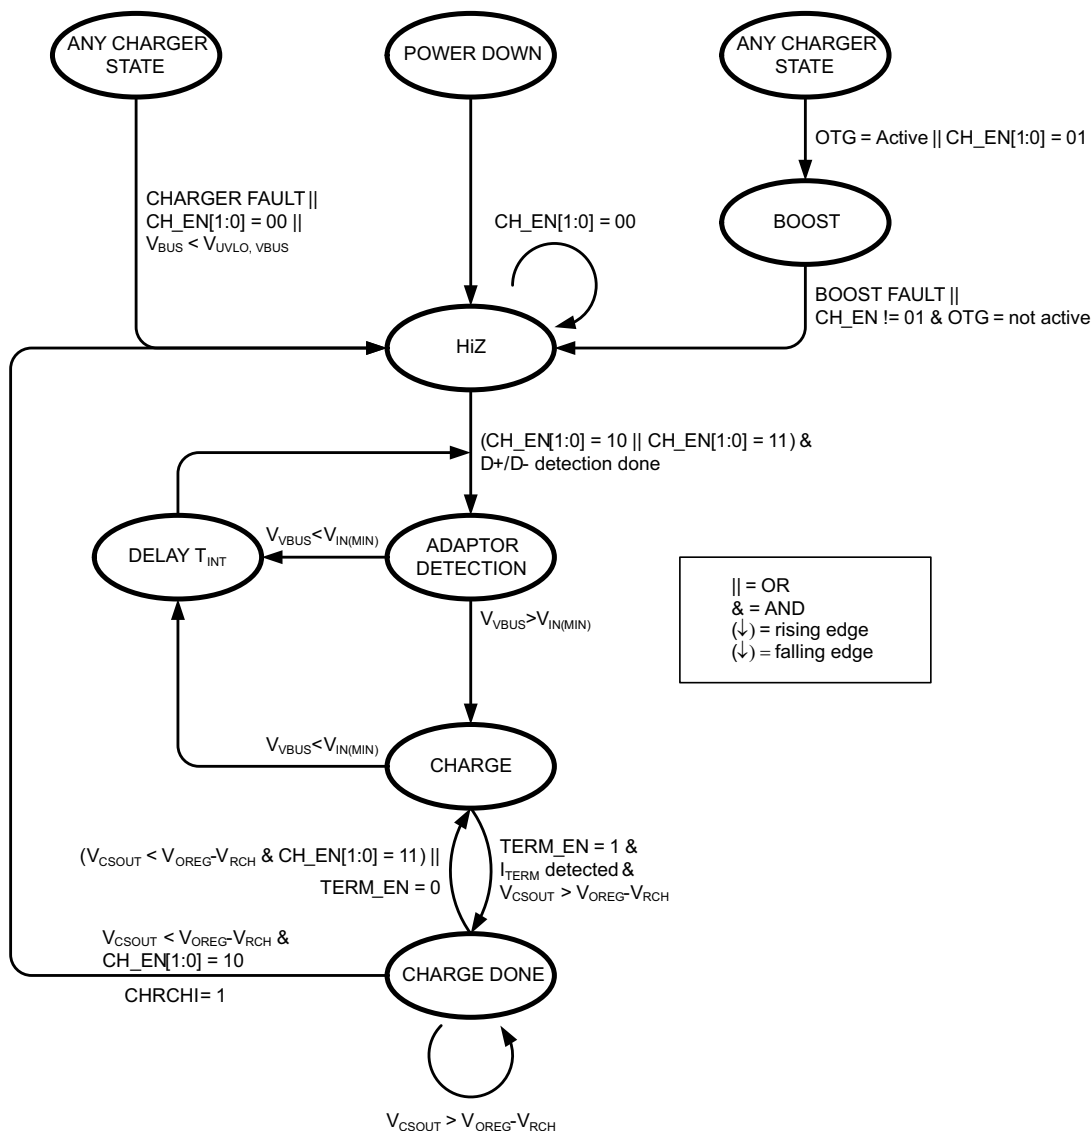 ANY CHARGER
STATE
POWER DOWN
ANY CHARGER
STATE
OTG = Active || CH_EN[1:0] = 01
CHARGER FAULT ||
CH_EN[1:0] = 00 ||
VBUS < VUVLO, VBUS
CH_EN[1:0] = 00
BOOST
BOOST FAULT ||
CH_EN != 01 & OTG = not active
HiZ
(CH_EN[1:0] = 10 || CH_EN[1:0] = 11) &
D+/D- detection done
DELAY TINT
VVBUS<VIN(MIN)
ADAPTOR
DETECTION
|| = OR
& = AND
(↓) = rising edge
(↓) = falling edge
VVBUS>VIN(MIN)
VVBUS<VIN(MIN)
CHARGE
(VCSOUT < VOREG-VRCH & CH_EN[1:0] = 11) ||
TERM_EN = 0
TERM_EN = 1 &
ITERM detected &
VCSOUT > VOREG-VRCH
VCSOUT < VOREG-VRCH &
CH_EN[1:0] = 10
CHRCHI= 1
CHARGE DONE
VCSOUT > VOREG-VRCH